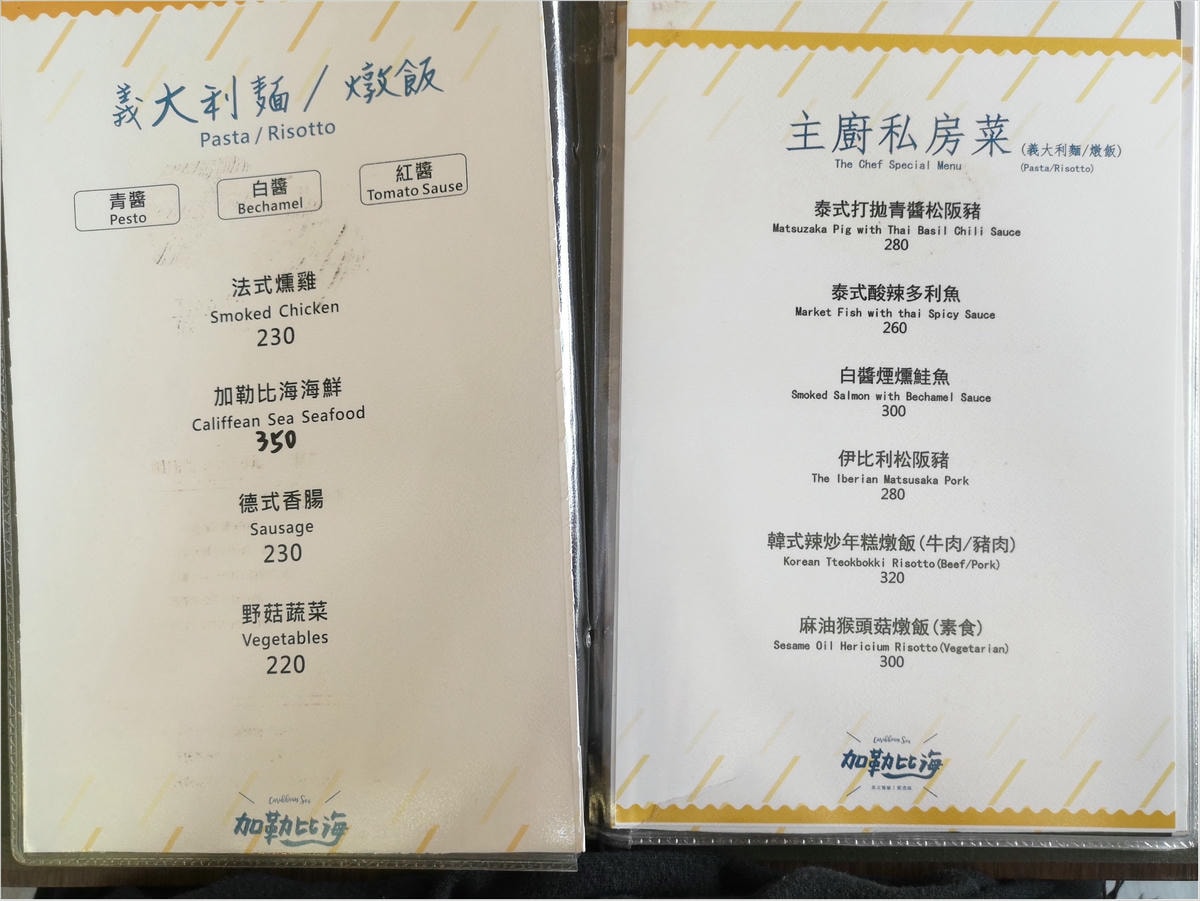 義大利麵/燉飯
Pasta/Risotto
青醬
Pesto
白醬
Bechamel
紅醬
Tomato Sause
法式燻雞
Smoked Chicken
230
加勒比海海鮮
Califfean Sea Seafood
350
德式香腸
Sausage
230
野菇蔬菜
Vegetables
220
Caribbean Sea
加勒比海
主廚私房菜(義大利麵/燉飯)
The Chef Special Menu (Pasta/Risotto)
泰式打拋青醬松阪豬
Matsuzaka Pig with Thai Basil Chili Sauce
280
泰式酸辣多利魚
Market Fish with thai Spicy Sauce
260
白醬煙燻鮭魚
Smoked Salmon with Bechamel Sauce
300
伊比利松阪豬
The Iberian Matsusaka Pork
280
韓式辣炒年糕燉飯(牛肉/豬肉)
Korean Tteokbokki Risotto(Beef/Pork)
320
麻油猴頭菇燉飯(素食)
Sesame Oil Hericium Risotto(Vegetarian)
300
Caribbean Sea
加勒比海